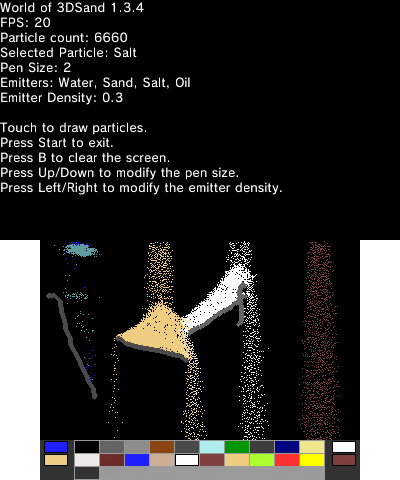 World of 3DSand 1.3.4
FPS: 20
Particle count: 6660
Selected Particle: Salt
Pen Size: 2
Emitters: Water, Sand, Salt, Oil
Emitter Density: 0.3
Touch to draw particles.
Press Start to exit.
Press B to clear the screen.
Press Up/Down to modify the pen size.
Press Left/Right to modify the emitter density.